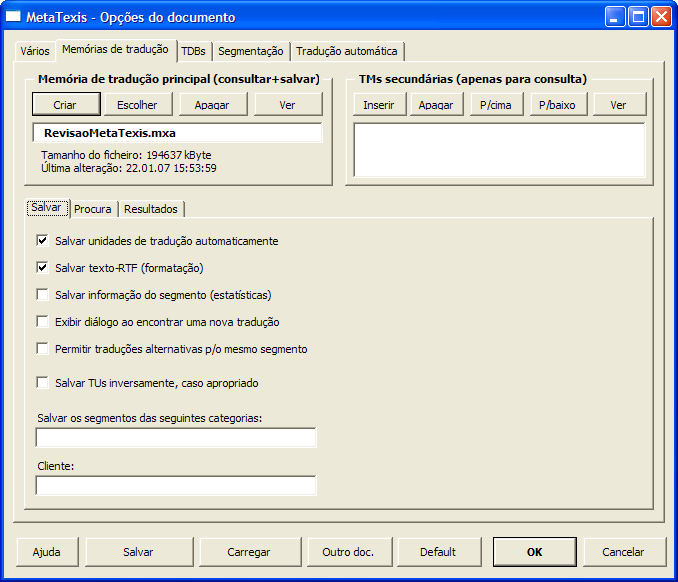 MetaTexis - Opções do documento
Vários Memórias de tradução TDBs Segmentação Tradução automática
Memória de tradução principal (consultar+salvar)
Criar Escolher Apagar Ver
RevisaoMetaTexis.mxa
Tamanho do ficheiro: 194637 kByte
Última alteração: 22.01.07 15:53:59
TMs secundárias (apenas para consulta)
Inserir Apagar P/cima P/baixo Ver
Salvar Procura Resultados
Salvar unidades de tradução automaticamente
Salvar texto-RTF (formatação)
Salvar informação do segmento (estatísticas)
Exibir diálogo ao encontrar uma nova tradução
Permitir traduções alternativas p/o mesmo segmento
Salvar TUs inversamente, caso apropriado
Salvar os segmentos das seguintes categorias:
Cliente:
Ajuda Salvar Carregar Outro doc. Default OK Cancelar